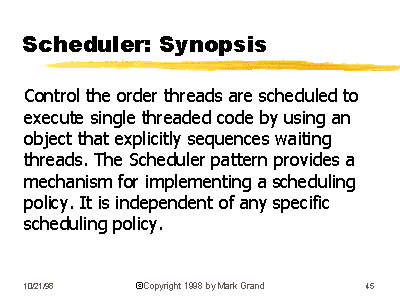 Scheduler: Synopsis
Control the order threads are scheduled to
execute single threaded code by using an
object that explicitly sequences waiting
threads. The Scheduler pattern provides a
mechanism for implementing a scheduling
policy. It is independent of any specific
scheduling policy.
10/21/98 ©Copyright 1998 by Mark Grand 45